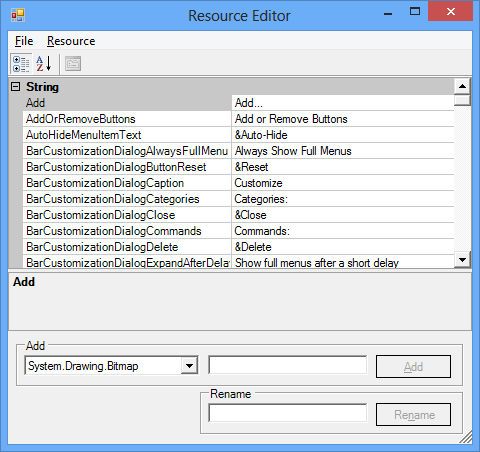 Resource Editor
File Resource
String
Add Add...
AddOrRemoveButtons Add or Remove Buttons
AutoHideMenuItemText &Auto-Hide
BarCustomizationDialogAlwaysFullMenu Always Show Full Menus
BarCustomizationDialogButtonReset &Reset
BarCustomizationDialogCaption Customize
BarCustomizationDialogCategories Categories:
BarCustomizationDialogClose &Close
BarCustomizationDialogCommands Commands:
BarCustomizationDialogDelete &Delete
BarCustomizationDialogExpandAfterDelay Show full menus after a short delay
Add
Add
System.Drawing.Bitmap Add
Rename
Rename